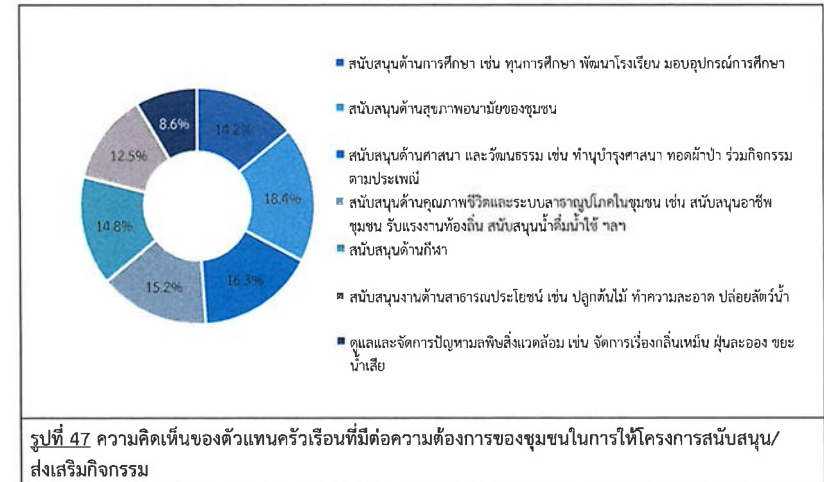 8.6%
14.2%
12.5%
18.4%
14.8%
15.2%
16.3%
สนับสนุนด้านการศึกษา เช่น ทุนการศึกษา พัฒนาโรงเรียน มอบอุปกรณ์การศึกษา
สนับสนุนด้านสุขภาพอนามัยของชุมชน
สนับสนุนด้านศาสนา และวัฒนธรรม เช่น ทำนุบำรุงศาสนา ทอดผ้าป่า ร่วมกิจกรรม
ตามประเพณี
สนับสนุนด้านคุณภาพชีวิตและระบบสาธาญูปโภคในชุมชน เช่น สนับสลนุนอาชีพ
ชุมชน รับแรงงานท้องถิ่น สนับสนุนน้ำดื่มน้ำใช้ ฯลฯ
สนับสนุนด้านกีฬา
สนับสนุนงานด้านสาธารณประโยชน์ เช่น ปลูกต้นไม้ ทำความละอาด ปล่อยสัตว์น้ำ
ดูแลและจัดการปัญหามลพิษสิ่งแวดล้อม เช่น จัดการเรื่องกลิ่นเหม็น ฝุ่นละออง ขยะ
น้ำเสีย
รูปที่ 47 ความคิดเห็นของตัวแทนครัวเรือนที่มีต่อความต้องการของชุมชนในการให้โครงการสนับสนุน/
ส่งเสริมกิจกรรม